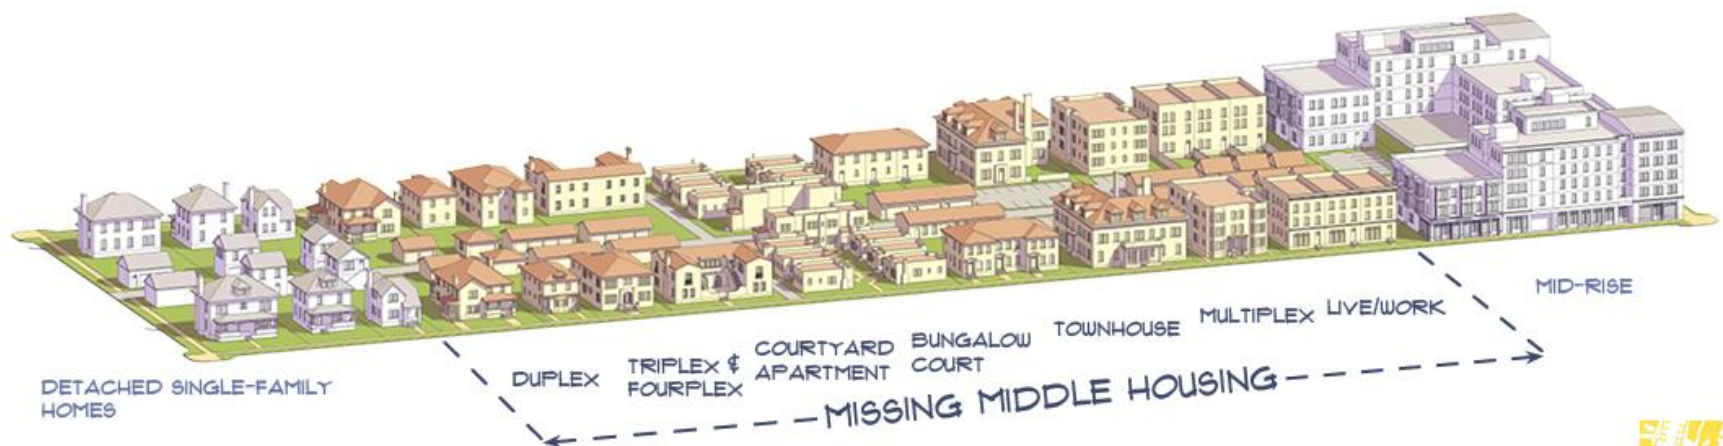 DETACHED SINGLE-FAMILY
HOMES
DUPLEX
TRIPLEX &
FOURPLEX
COURTYARD
APARTMENT
BUNGALOW
COURT
TOWNHOUSE
MULTIPLEX
LIVE/WORK
MID-RISE
MISSING MIDDLE HOUSING